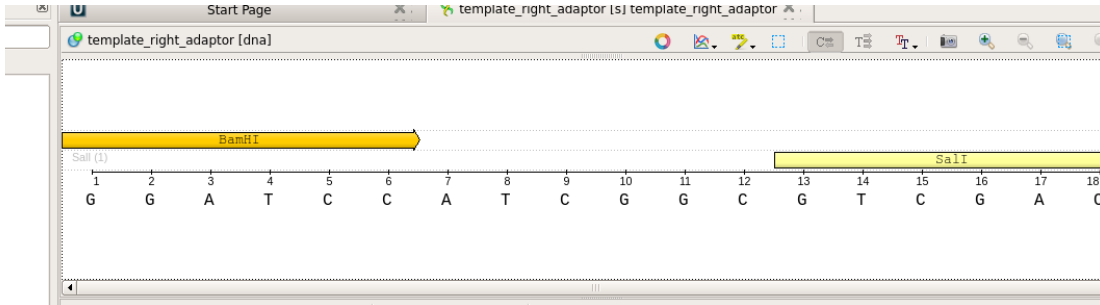 Start Page
template_right_adaptor [s] template_right_adaptor
template_right_adaptor [dna]
BamHI
SalI (1)
SalI
1 2 3 4 5 6 7 8 9 10 11 12 13 14 15 16 17 18
G G A T C C A T C G G C G T C G A C